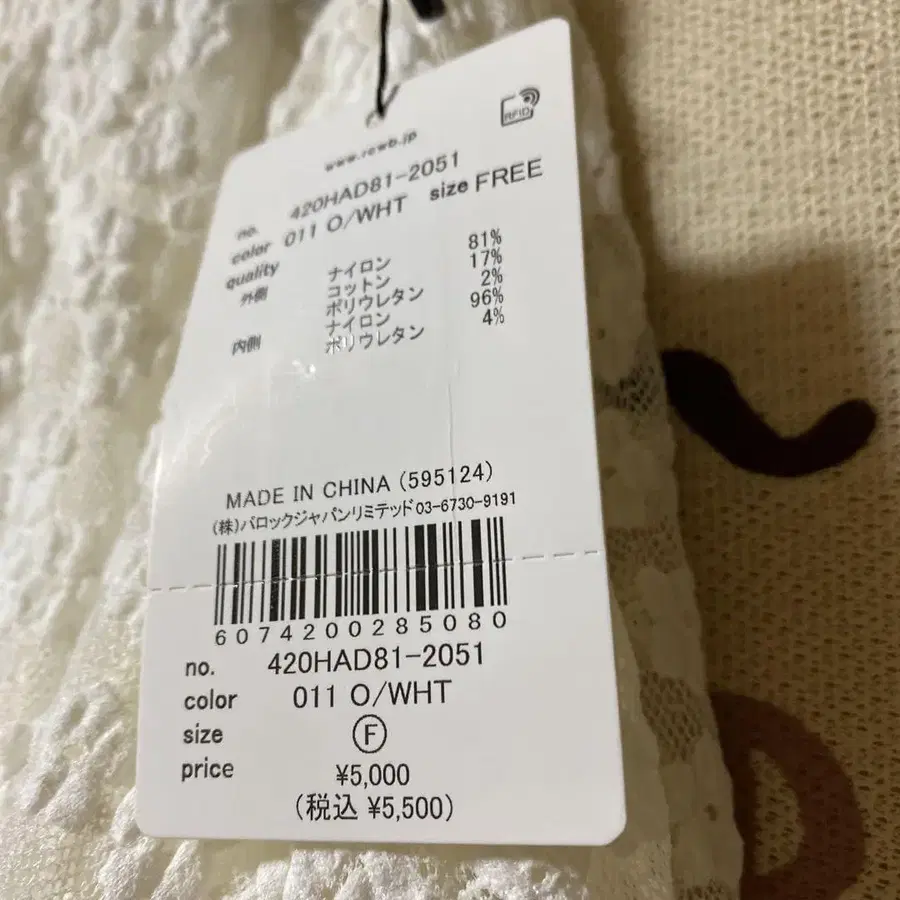 RFID
www.rcwb.jp
no. 420HAD81-2051
color 011 O/WHT size FREE
quality
外側 ナイロン 81%
コットン 17%
ポリウレタン 2%
内側 ナイロン 96%
ポリウレタン 4%
MADE IN CHINA (595124)
(株)バロックジャパンリミテッド03-6730-9191
6074200285080
no. 420HAD81-2051
color 011 O/WHT
size Ⓕ
price ¥5,000
(税込 ¥5,500)